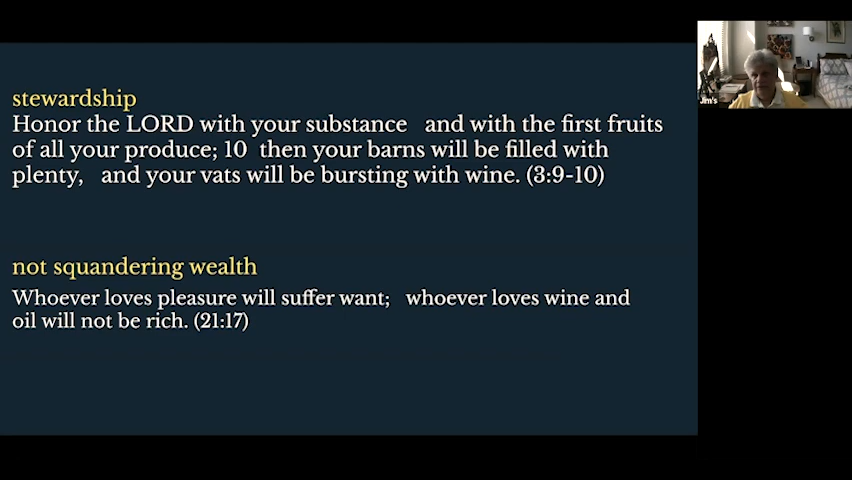 stewardship
Honor the LORD with your substance   and with the first fruits
of all your produce; 10  then your barns will be filled with
plenty,   and your vats will be bursting with wine. (3:9-10)
not squandering wealth
Whoever loves pleasure will suffer want;   whoever loves wine and
oil will not be rich. (21:17)
Jim's